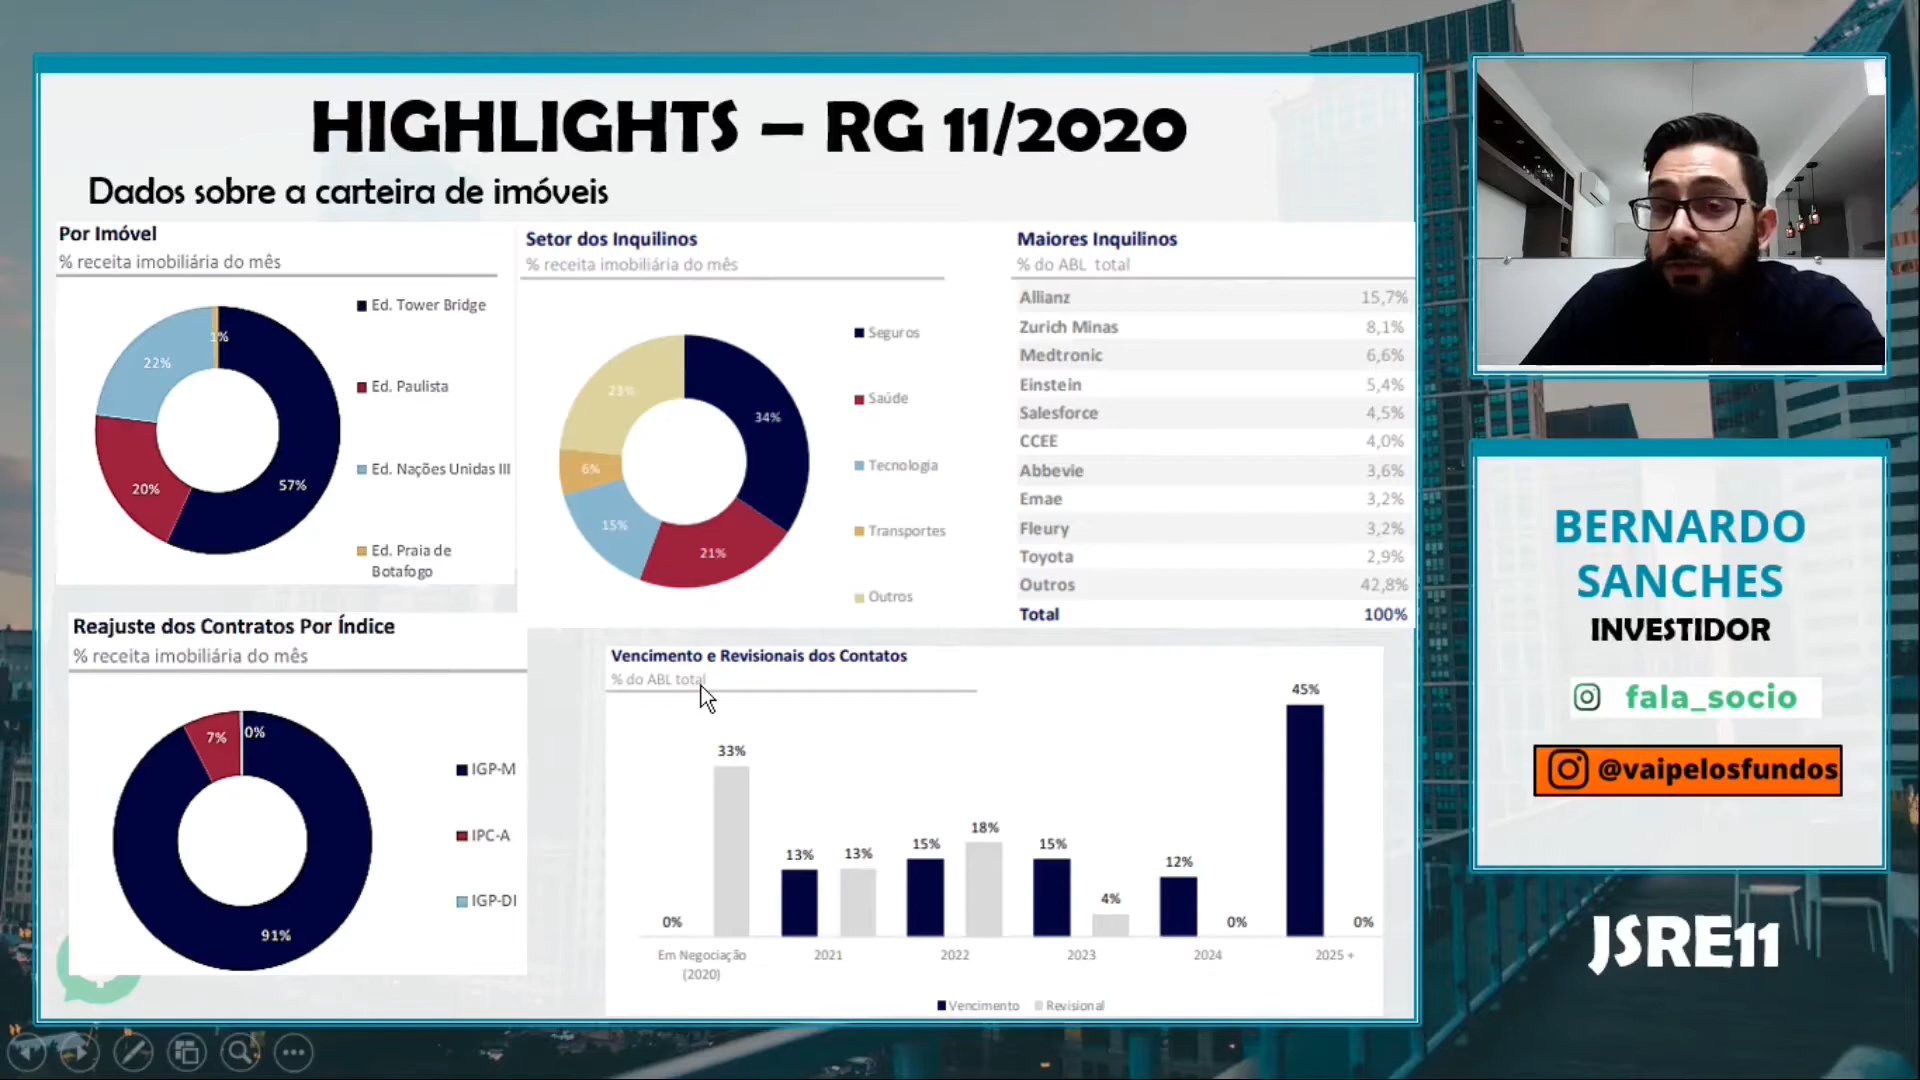 HIGHLIGHTS – RG 11/2020
Dados sobre a carteira de imóveis
Por Imóvel
% receita imobiliária do mês
1%
22%
20%
57%
Ed. Tower Bridge
Ed. Paulista
Ed. Nações Unidas III
Ed. Praia de
Botafogo
Setor dos Inquilinos
% receita imobiliária do mês
23%
34%
6%
15%
21%
Seguros
Saúde
Tecnologia
Transportes
Outros
Maiores Inquilinos
% do ABL total
Allianz 15,7%
Zurich Minas 8,1%
Medtronic 6,6%
Einstein 5,4%
Salesforce 4,5%
CCEE 4,0%
Abbevie 3,6%
Emae 3,2%
Fleury 3,2%
Toyota 2,9%
Outros 42,8%
Total 100%
Reajuste dos Contratos Por Índice
% receita imobiliária do mês
7%
0%
91%
IGP-M
IPC-A
IGP-DI
Vencimento e Revisionais dos Contatos
% do ABL total
0% 33% 13% 13% 15% 18% 15% 4% 12% 0% 45% 0%
Em Negociação 2021 2022 2023 2024 2025 +
(2020)
Vencimento Revisional
BERNARDO
SANCHES
INVESTIDOR
fala_socio
@vaipelosfundos
JSRE11